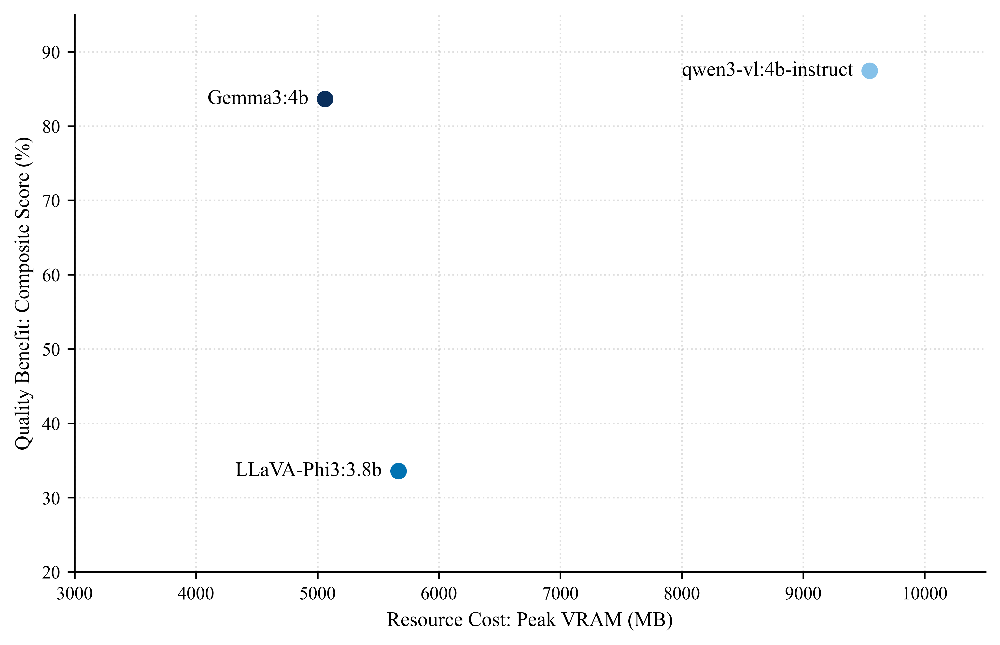 90
qwen3-vl:4b-instruct
Gemma3:4b
80
70
60
50
40
LLaVA-Phi3:3.8b
30
20
Quality Benefit: Composite Score (%)
3000 4000 5000 6000 7000 8000 9000 10000
Resource Cost: Peak VRAM (MB)